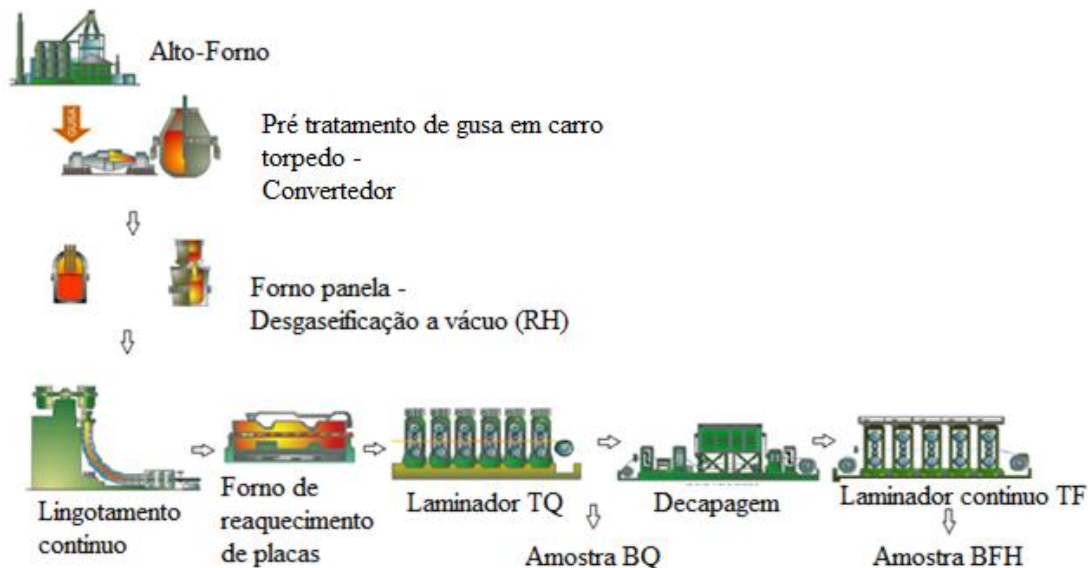 Alto-Forno
GUSA
Pré tratamento de gusa em carro
torpedo -
Convertedor
Forno panela -
Desgaseificação a vácuo (RH)
Lingotamento
contínuo
Forno de
reaquecimento
de placas
Laminador TQ
Decapagem
Laminador contínuo TF
Amostra BQ
Amostra BFH